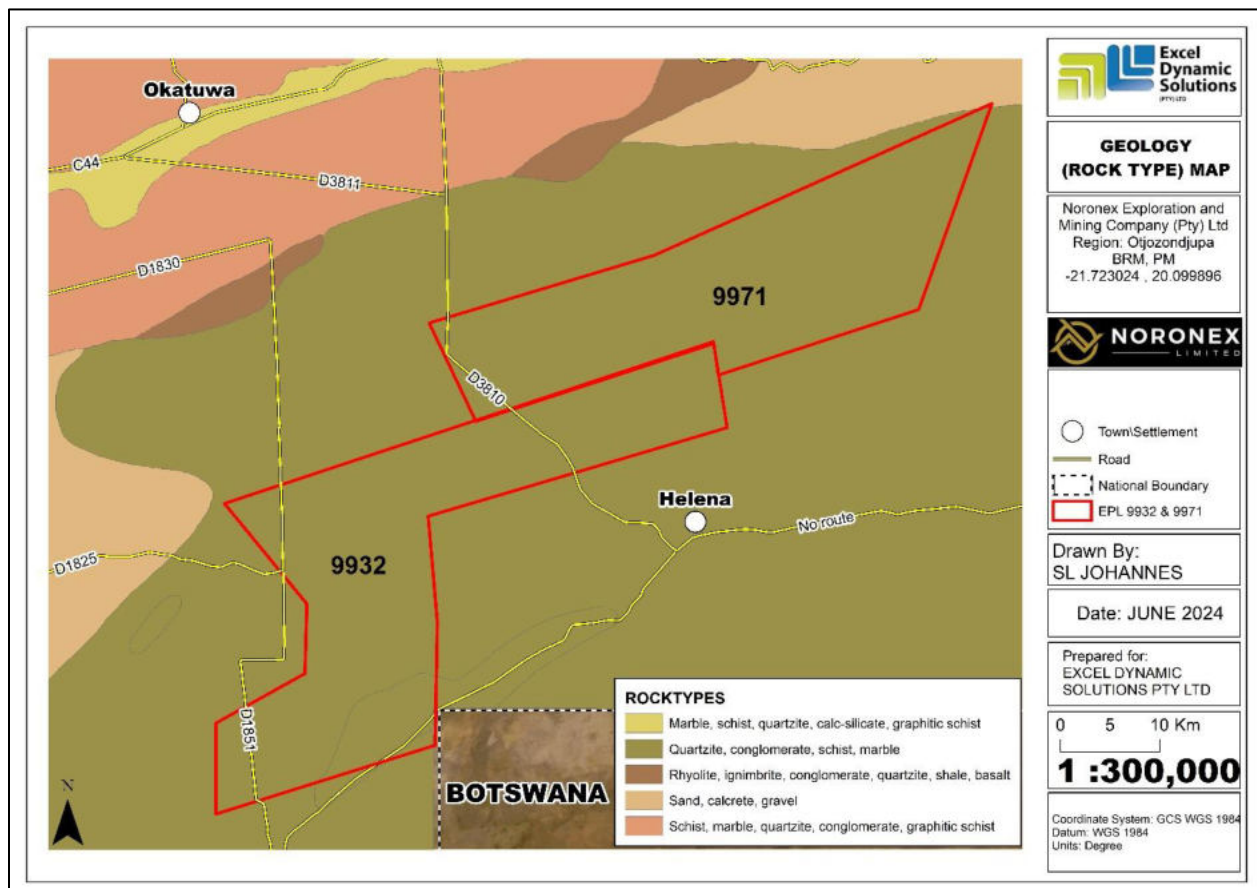 Okatuwa
C44
D3811
D1830
9971
D3810
Helena
No route
D1825
9932
D1851
N
BOTSWANA
ROCKTYPES
Marble, schist, quartzite, calc-silicate, graphitic schist
Quartzite, conglomerate, schist, marble
Rhyolite, ignimbrite, conglomerate, quartzite, shale, basalt
Sand, calcrete, gravel
Schist, marble, quartzite, conglomerate, graphitic schist
Excel
Dynamic
Solutions
(PTY) LTD
GEOLOGY
(ROCK TYPE) MAP
Noronex Exploration and
Mining Company (Pty) Ltd
Region: Otjozondjupa
BRM, PM
-21.723024 , 20.099896
NORONEX
LIMITED
Town\Settlement
Road
National Boundary
EPL 9932 & 9971
Drawn By:
SL JOHANNES
Date: JUNE 2024
Prepared for:
EXCEL DYNAMIC
SOLUTIONS PTY LTD
0 5 10 Km
1 :300,000
Coordinate System: GCS WGS 1984
Datum: WGS 1984
Units: Degree